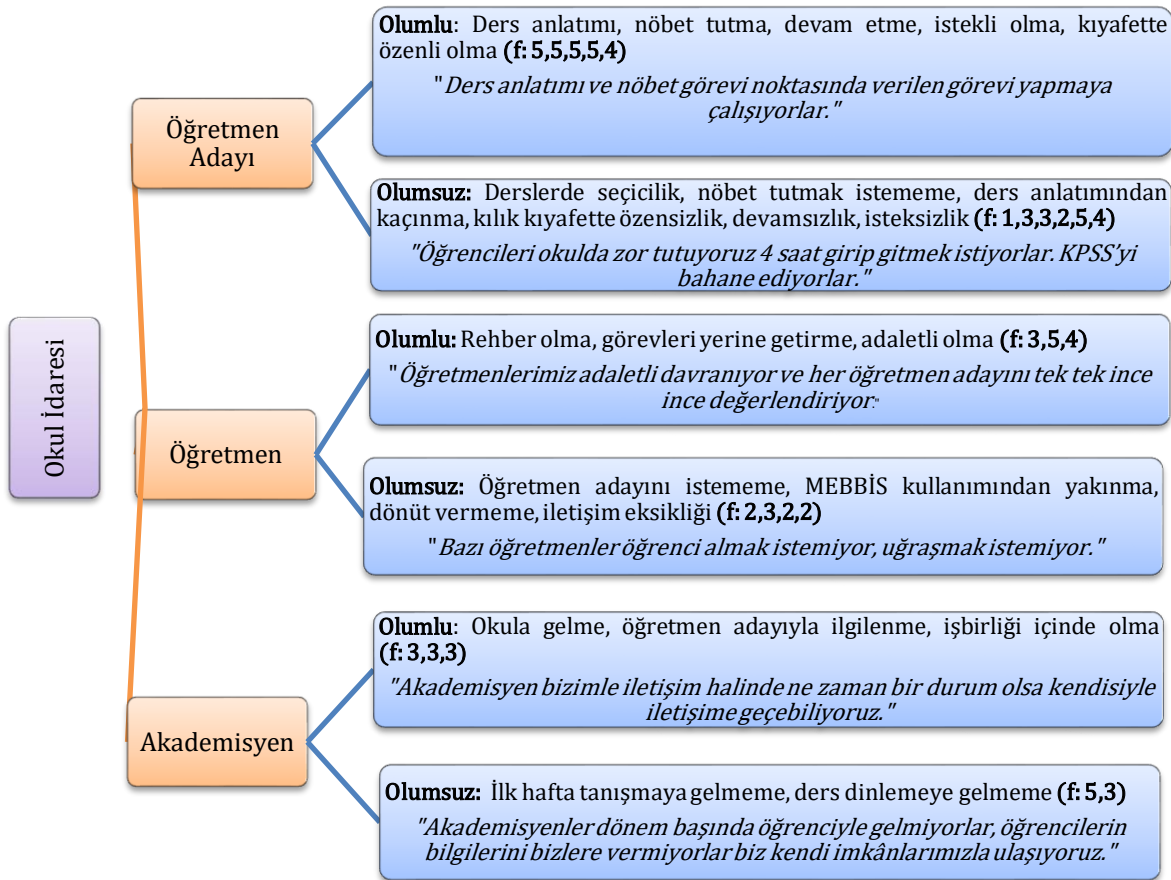 Okul İdaresi
Öğretmen
Adayı
Olumlu: Ders anlatımı, nöbet tutma, devam etme, istekli olma, kıyafette
özenli olma (f: 5,5,5,5,4)
"Ders anlatımı ve nöbet görevi noktasında verilen görevi yapmaya
çalışıyorlar."
Olumsuz: Derslerde seçicilik, nöbet tutmak istememe, ders anlatımından
kaçınma, kılık kıyafette özensizlik, devamsızlık, isteksizlik (f: 1,3,3,2,5,4)
"Öğrencileri okulda zor tutuyoruz 4 saat girip gitmek istiyorlar. KPSS’yi
bahane ediyorlar."
Öğretmen
Olumlu: Rehber olma, görevleri yerine getirme, adaletli olma (f: 3,5,4)
"Öğretmenlerimiz adaletli davranıyor ve her öğretmen adayını tek tek ince
ince değerlendiriyor."
Olumsuz: Öğretmen adayını istememe, MEBBİS kullanımından yakınma,
dönüt vermeme, iletişim eksikliği (f: 2,3,2,2)
"Bazı öğretmenler öğrenci almak istemiyor, uğraşmak istemiyor."
Akademisyen
Olumlu: Okula gelme, öğretmen adayıyla ilgilenme, işbirliği içinde olma
(f: 3,3,3)
"Akademisyen bizimle iletişim halinde ne zaman bir durum olsa kendisiyle
iletişime geçebiliyoruz."
Olumsuz: İlk hafta tanışmaya gelmeme, ders dinlemeye gelmeme (f: 5,3)
"Akademisyenler dönem başında öğrenciyle gelmiyorlar, öğrencilerin
bilgilerini bizlere vermiyorlar biz kendi imkânlarımızla ulaşıyoruz."